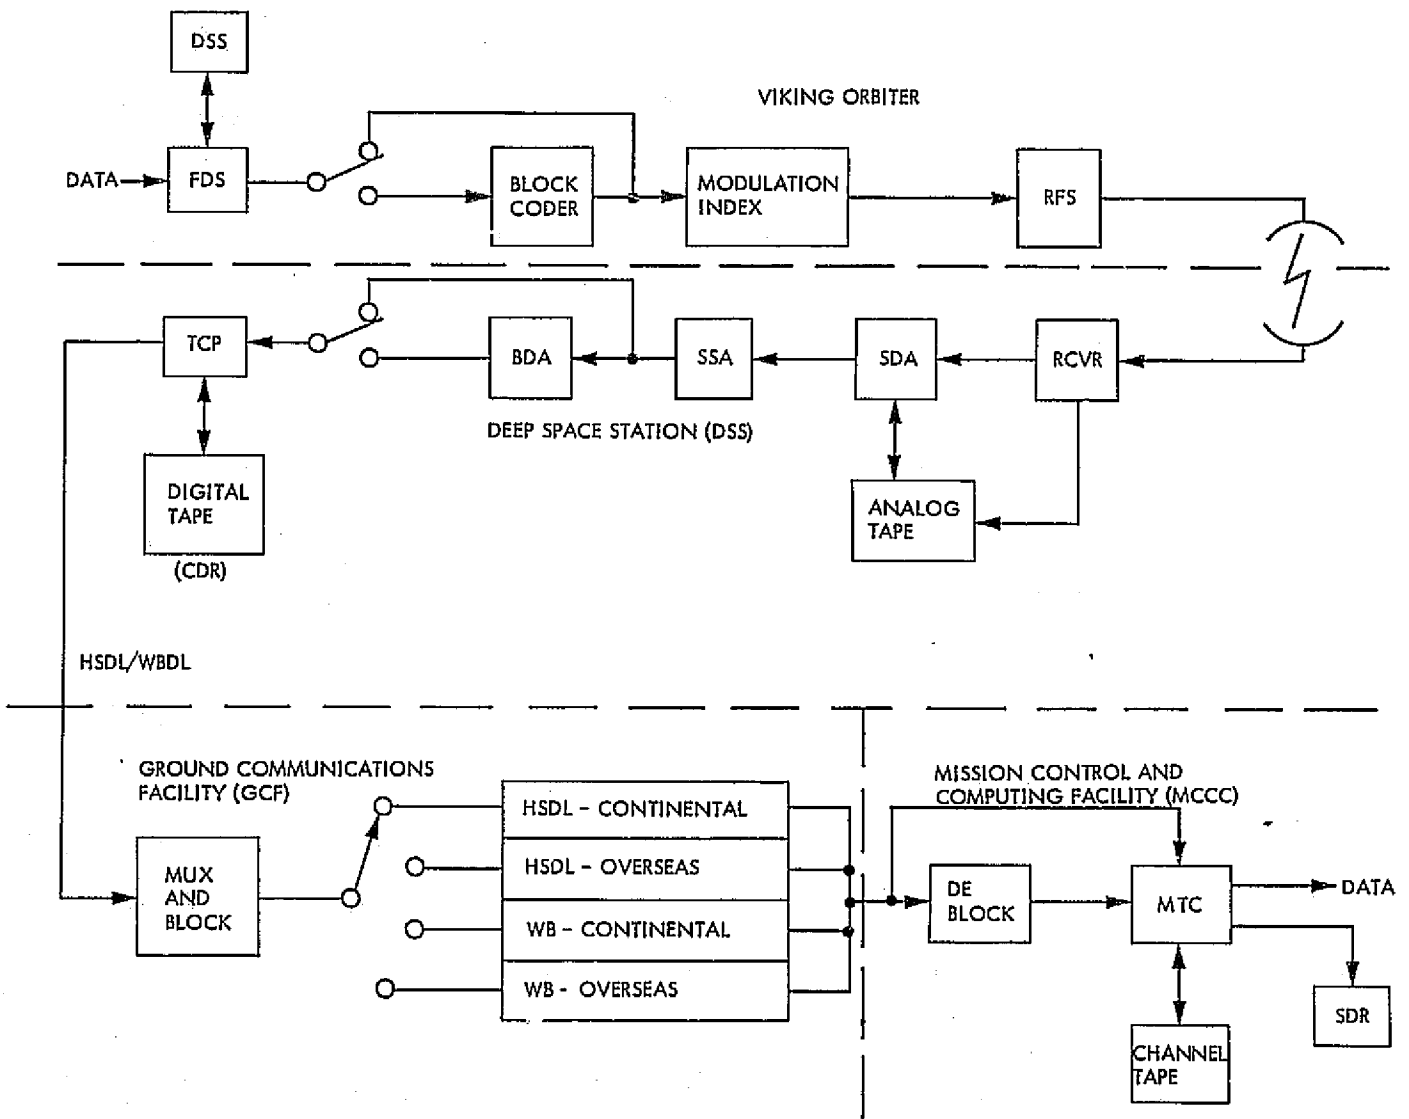 DSS
VIKING ORBITER
DATA
FDS
BLOCK
CODER
MODULATION
INDEX
RFS
TCP
BDA
SSA
SDA
RCVR
DEEP SPACE STATION (DSS)
DIGITAL
TAPE
(CDR)
ANALOG
TAPE
HSDL/WBDL
GROUND COMMUNICATIONS
FACILITY (GCF)
MUX
AND
BLOCK
HSDL - CONTINENTAL
HSDL - OVERSEAS
WB - CONTINENTAL
WB - OVERSEAS
MISSION CONTROL AND
COMPUTING FACILITY (MCCC)
DE
BLOCK
MTC
DATA
SDR
CHANNEL
TAPE